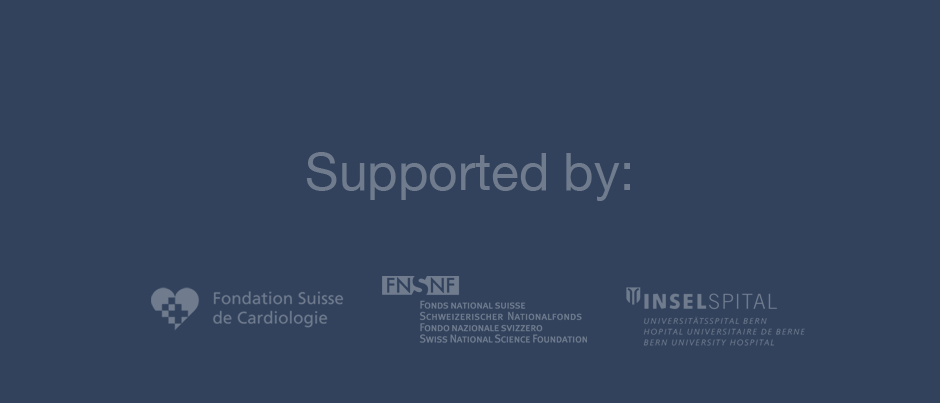 Supported by:
Fondation Suisse
de Cardiologie
FNSNF
FONDS NATIONAL SUISSE
SCHWEIZERISCHER NATIONALFONDS
FONDO NAZIONALE SVIZZERO
SWISS NATIONAL SCIENCE FOUNDATION
INSELSPITAL
UNIVERSITÄTSSPITAL BERN
HOPITAL UNIVERSITAIRE DE BERNE
BERN UNIVERSITY HOSPITAL